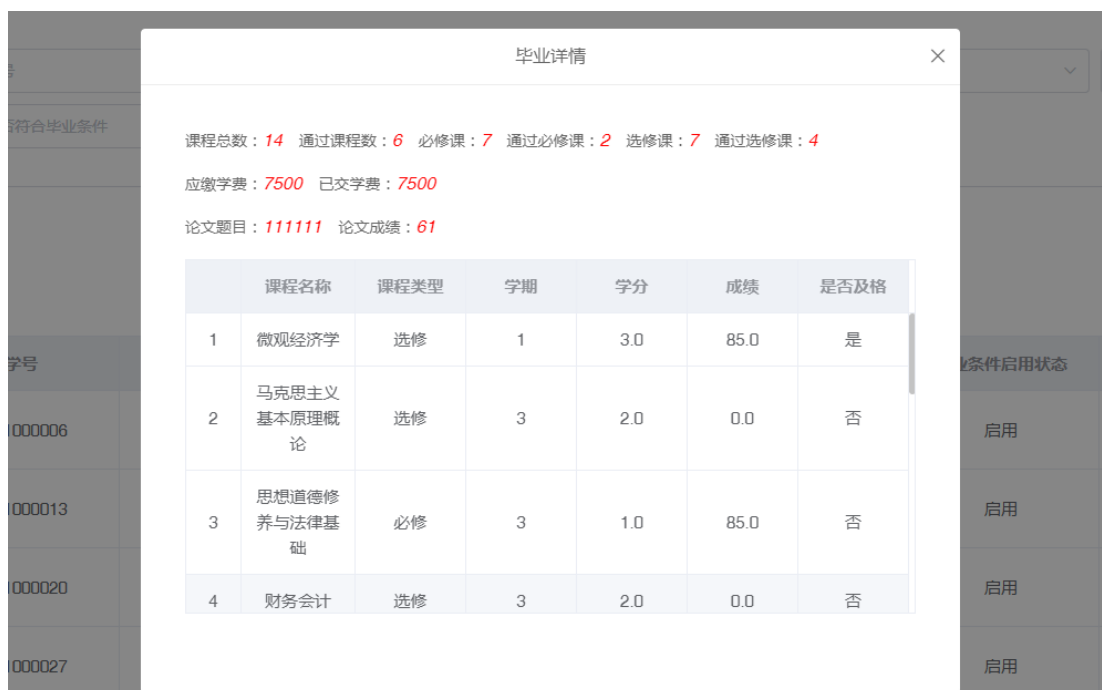 毕业详情
号
否符合毕业条件
课程总数：14 通过课程数：6 必修课：7 通过必修课：2 选修课：7 通过选修课：4
应缴学费：7500 已交学费：7500
论文题目：111111 论文成绩：61
课程名称 课程类型 学期 学分 成绩 是否及格
1 微观经济学 选修 1 3.0 85.0 是
学号 业条件启用状态
马克思主义
2 基本原理概 选修 3 2.0 0.0 否
论
1000006 启用
思想道德修
1000013 启用
3 养与法律基 必修 3 1.0 85.0 否
础
1000020 启用
4 财务会计 选修 3 2.0 0.0 否
1000027 启用